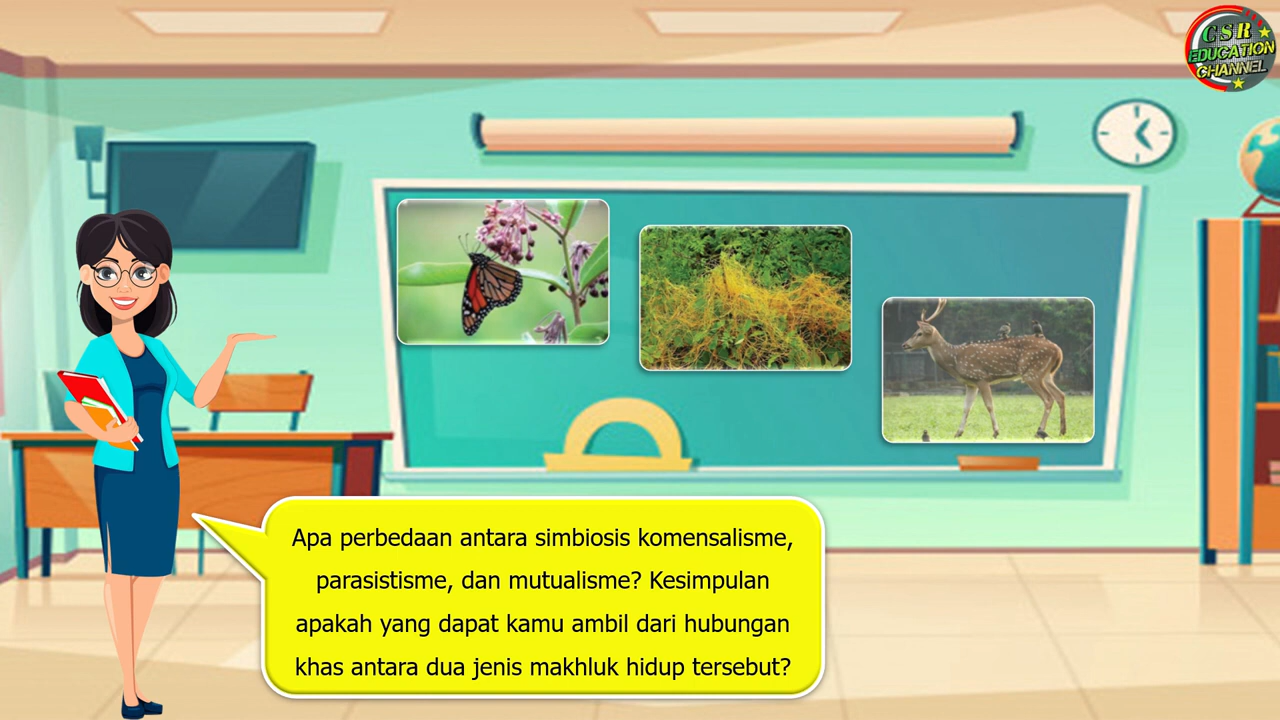 CSR
EDUCATION
CHANNEL
Apa perbedaan antara simbiosis komensalisme,
parasistisme, dan mutualisme? Kesimpulan
apakah yang dapat kamu ambil dari hubungan
khas antara dua jenis makhluk hidup tersebut?